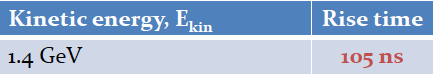 Kinetic energy, Ekin Rise time
1.4 GeV 105 ns